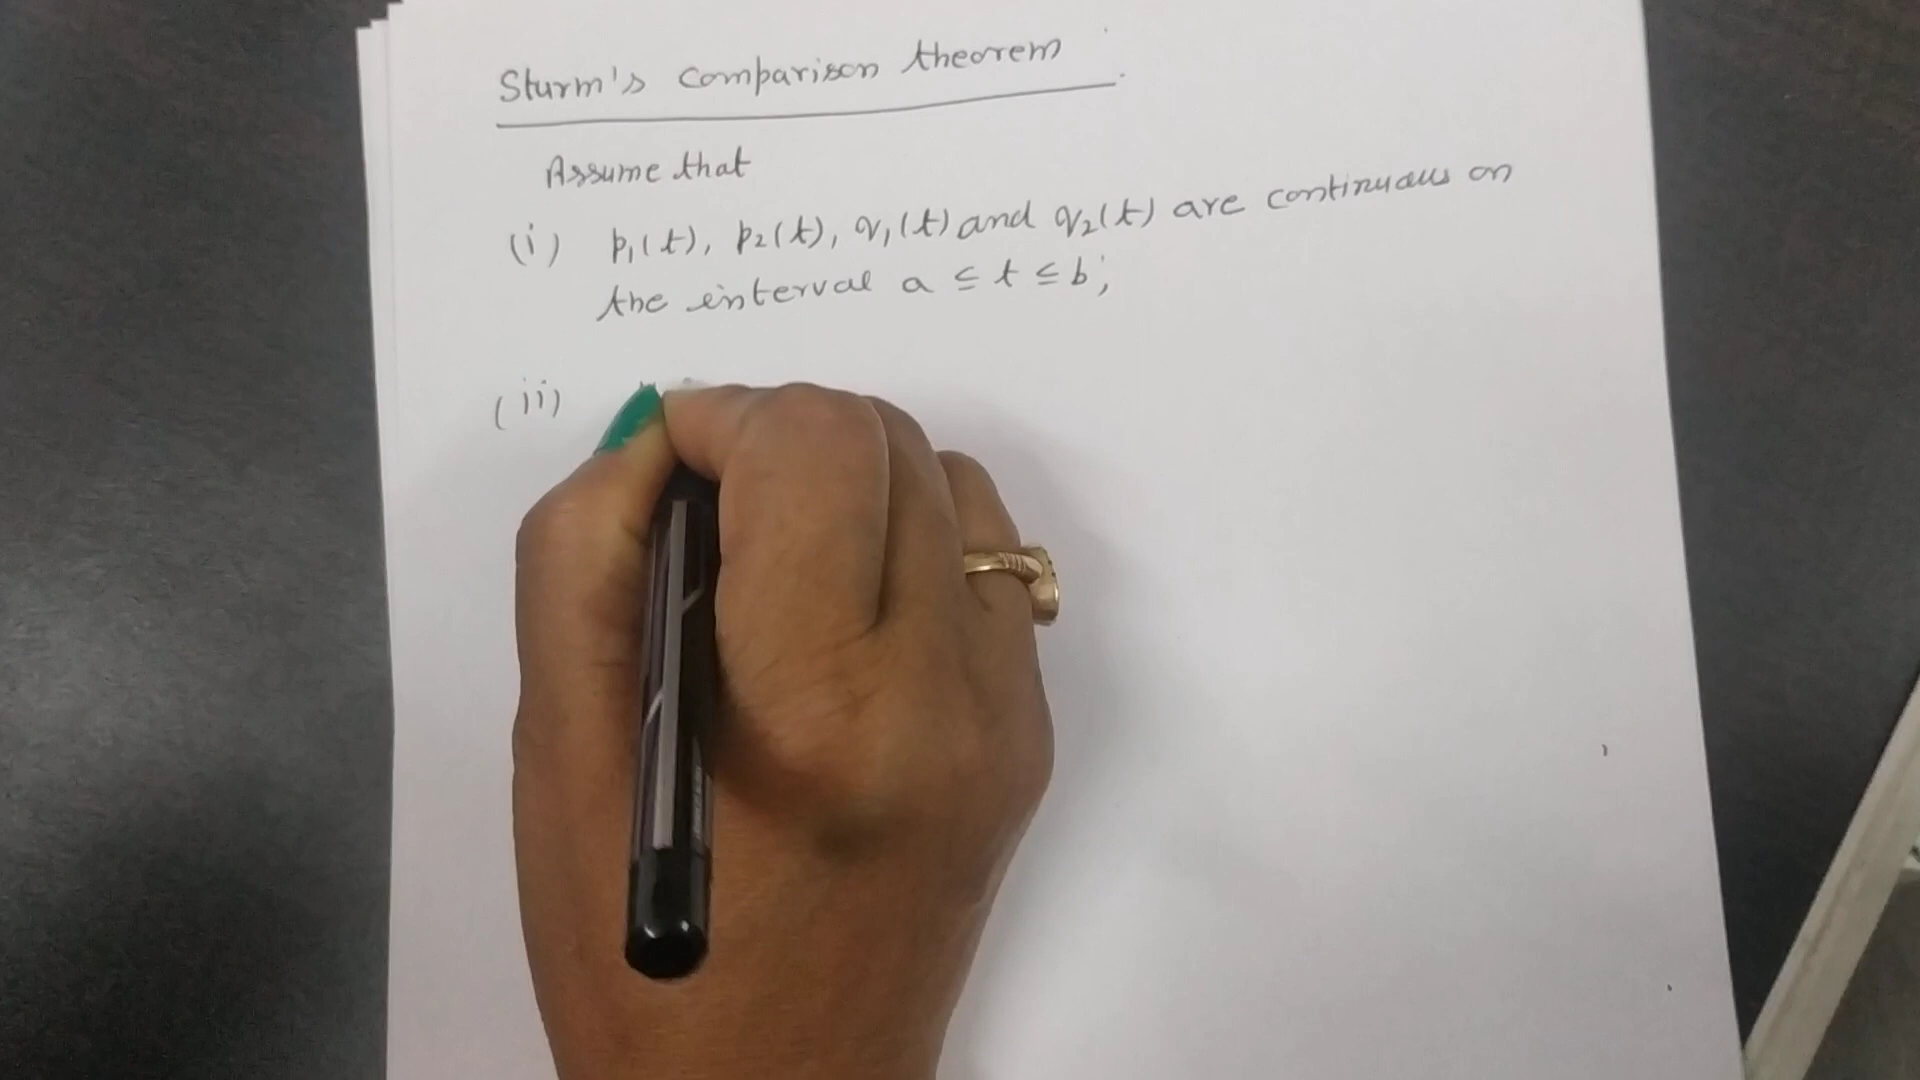 Sturm's Comparison theorem
Assume that
(i) p₁(t), p₂(t), q₁(t) and q₂(t) are continuous on
the interval a ≤ t ≤ b;
(ii)